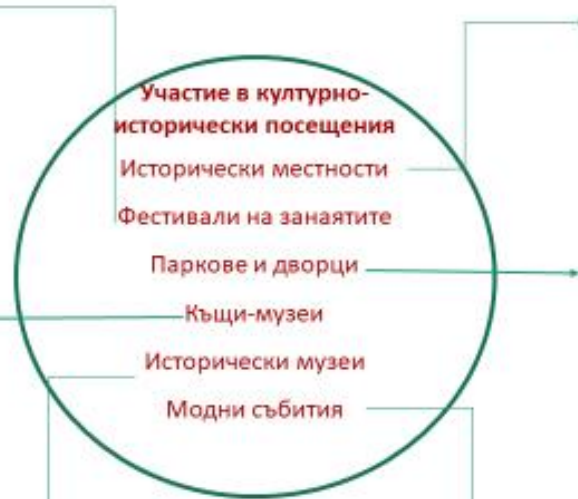 Участие в културно-
исторически посещения
Исторически местности
Фестивали на занаятите
Паркове и дворци
Къщи-музеи
Исторически музеи
Модни събития